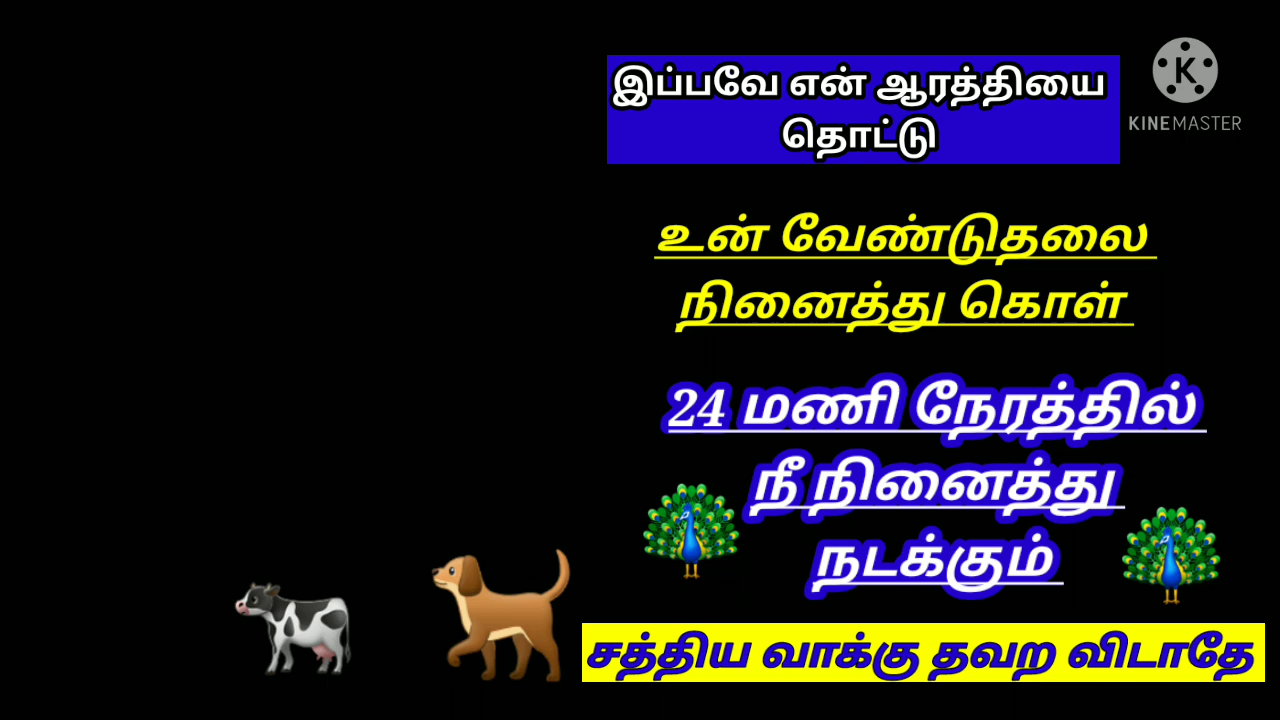 இப்பவே என் ஆரத்தியை
தொட்டு
KINEMASTER
உன் வேண்டுதலை
நினைத்து கொள்
24 மணி நேரத்தில்
நீ நினைத்து
நடக்கும்
சத்திய வாக்கு தவற விடாதே